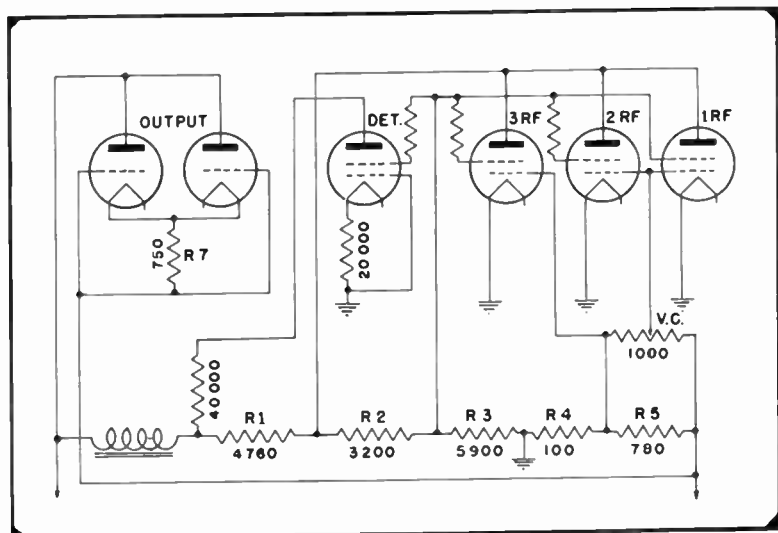 OUTPUT
DET.
3RF
2RF
1RF
750
R7
20000
V.C.
1000
40000
R1
R2
R3
R4
R5
4760
3200
5900
100
780